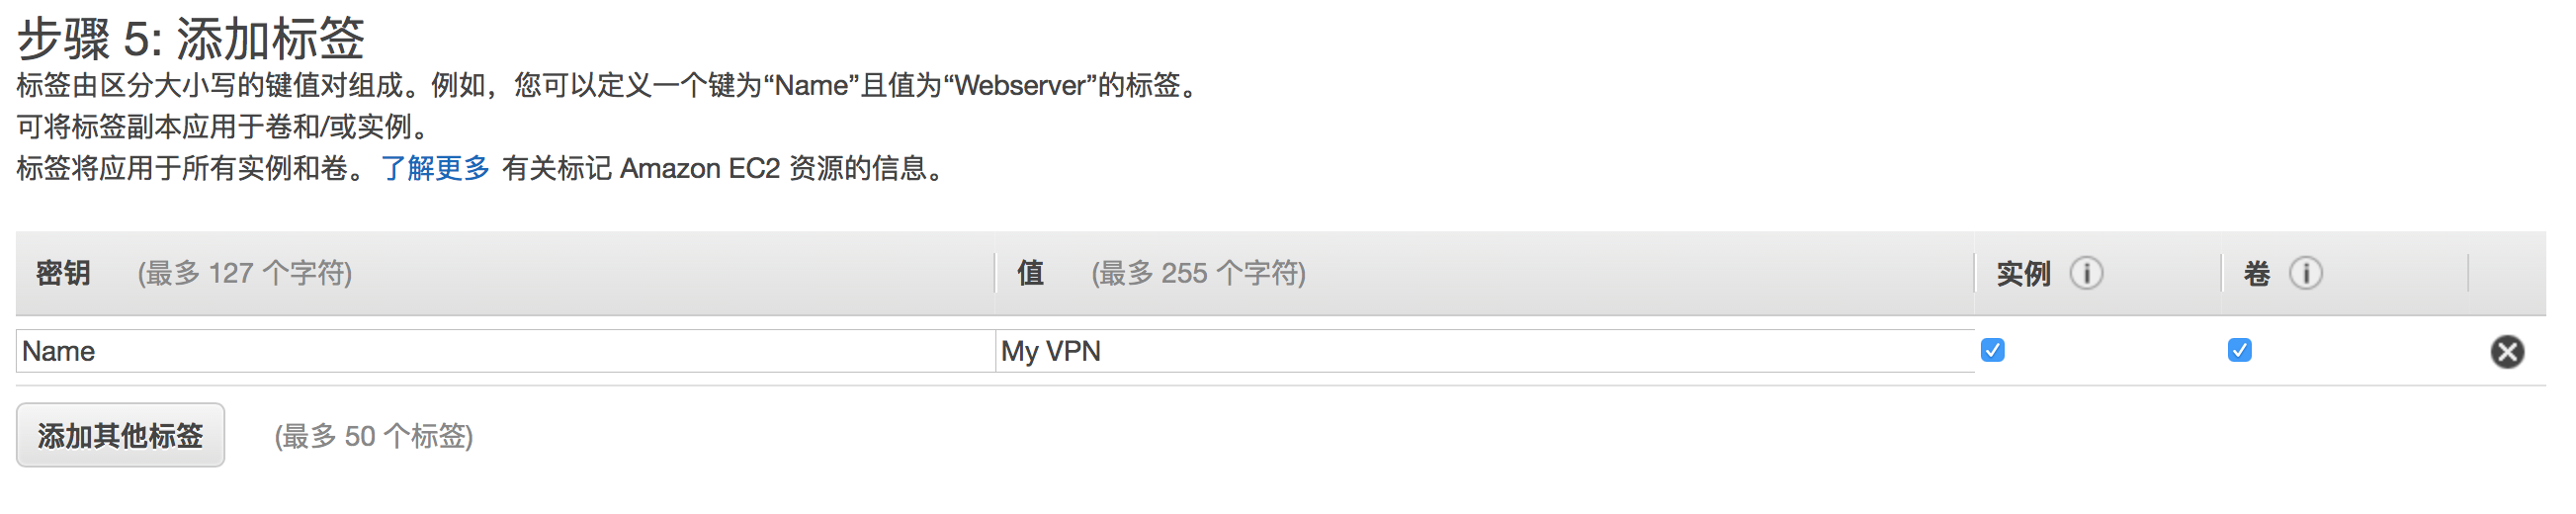 步骤 5: 添加标签
标签由区分大小写的键值对组成。例如，您可以定义一个键为“Name”且值为“Webserver”的标签。
可将标签副本应用于卷和/或实例。
标签将应用于所有实例和卷。 了解更多 有关标记 Amazon EC2 资源的信息。
密钥 (最多 127 个字符) 值 (最多 255 个字符) 实例 卷
Name My VPN
添加其他标签 (最多 50 个标签)